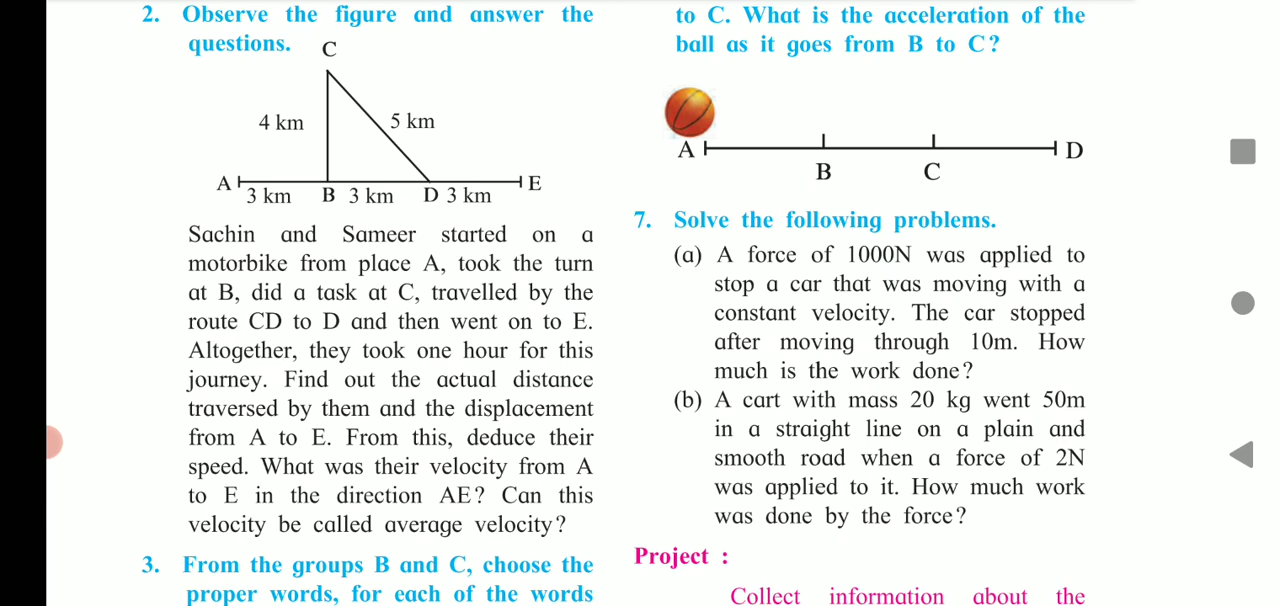 2. Observe the figure and answer the
questions.
C
4 km
5 km
A
3 km
B
3 km
D
3 km
E
Sachin and Sameer started on a
motorbike from place A, took the turn
at B, did a task at C, travelled by the
route CD to D and then went on to E.
Altogether, they took one hour for this
journey. Find out the actual distance
traversed by them and the displacement
from A to E. From this, deduce their
speed. What was their velocity from A
to E in the direction AE? Can this
velocity be called average velocity?
3. From the groups B and C, choose the
proper words, for each of the words
to C. What is the acceleration of the
ball as it goes from B to C?
A
B
C
D
7. Solve the following problems.
(a) A force of 1000N was applied to
stop a car that was moving with a
constant velocity. The car stopped
after moving through 10m. How
much is the work done?
(b) A cart with mass 20 kg went 50m
in a straight line on a plain and
smooth road when a force of 2N
was applied to it. How much work
was done by the force?
Project :
Collect information about the